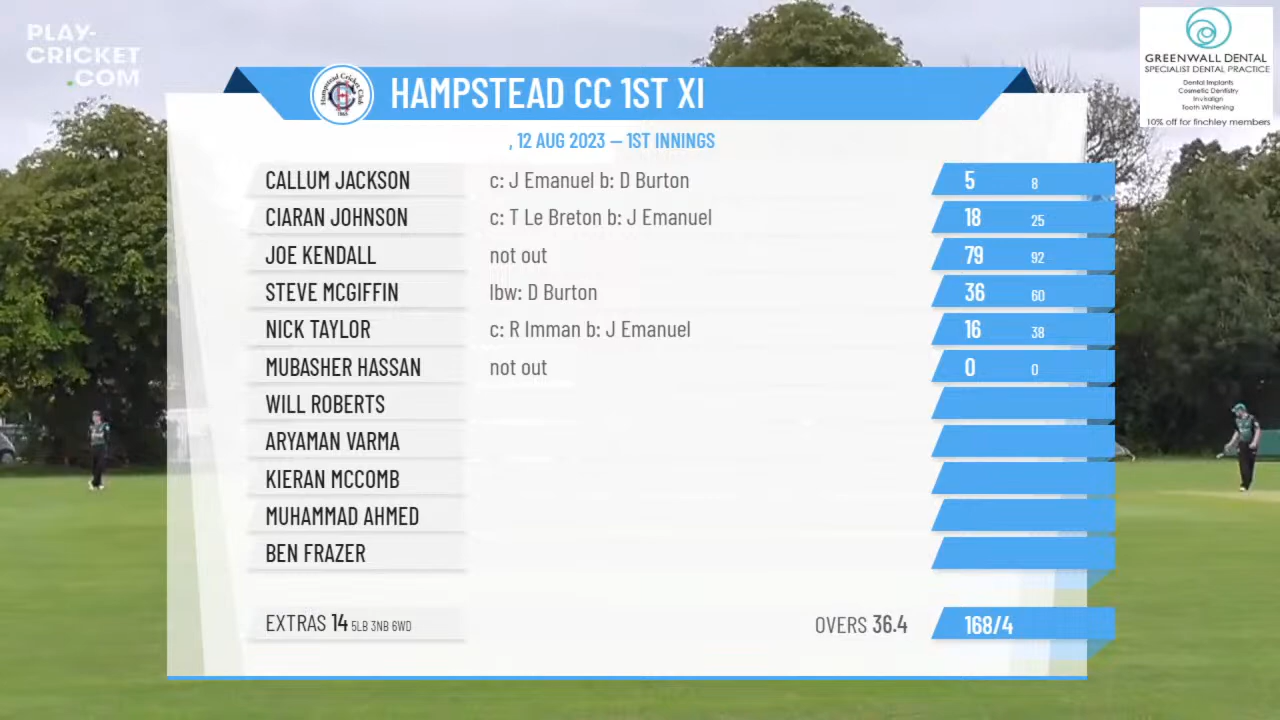 PLAY-
CRICKET
.COM
GREENWALL DENTAL
SPECIALIST DENTAL PRACTICE
Dental Implants
Cosmetic Dentistry
Invisalign
Tooth Whitening
10% off for finchley members
Hampstead Cricket Club
HAMPSTEAD CC 1ST XI
, 12 AUG 2023 – 1ST INNINGS
CALLUM JACKSON c: J Emanuel b: D Burton 5 8
CIARAN JOHNSON c: T Le Breton b: J Emanuel 18 25
JOE KENDALL not out 79 92
STEVE MCGIFFIN lbw: D Burton 36 60
NICK TAYLOR c: R Imman b: J Emanuel 16 38
MUBASHER HASSAN not out 0 0
WILL ROBERTS
ARYAMAN VARMA
KIERAN MCCOMB
MUHAMMAD AHMED
BEN FRAZER
EXTRAS 14 5LB 3NB 6WD OVERS 36.4 168/4